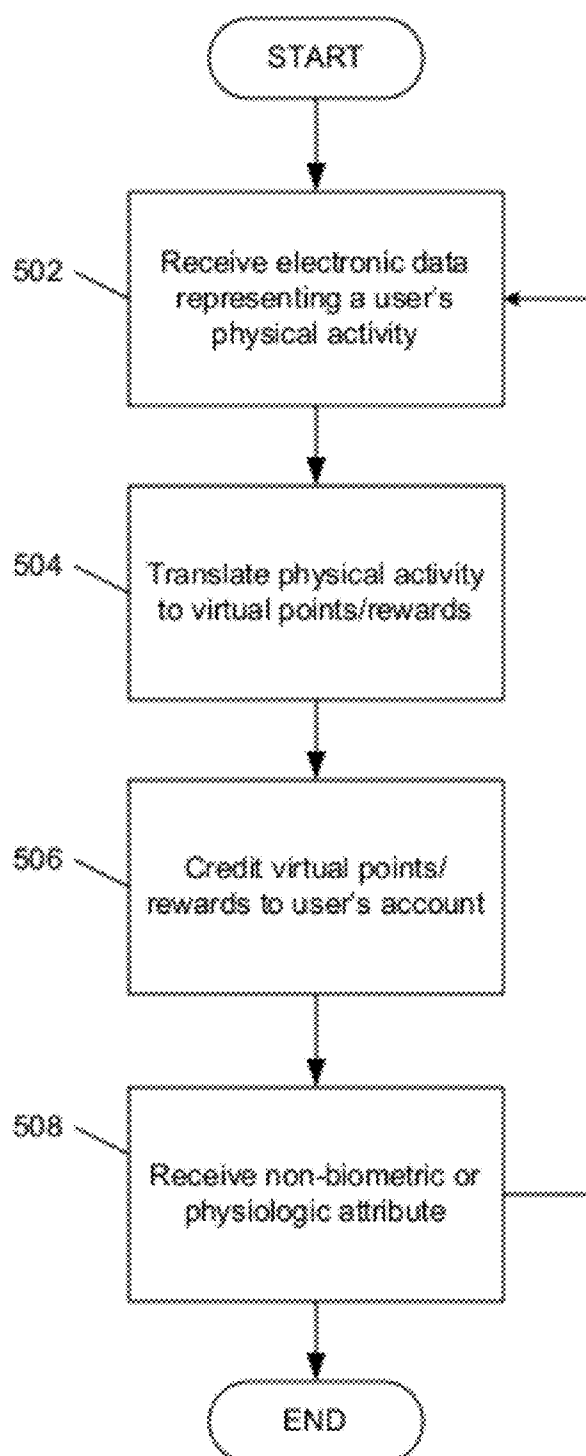 START
502
Receive electronic data
representing a user's
physical activity
504
Translate physical activity
to virtual points/rewards
506
Credit virtual points/
rewards to user's account
508
Receive non-biometric or
physiologic attribute
END